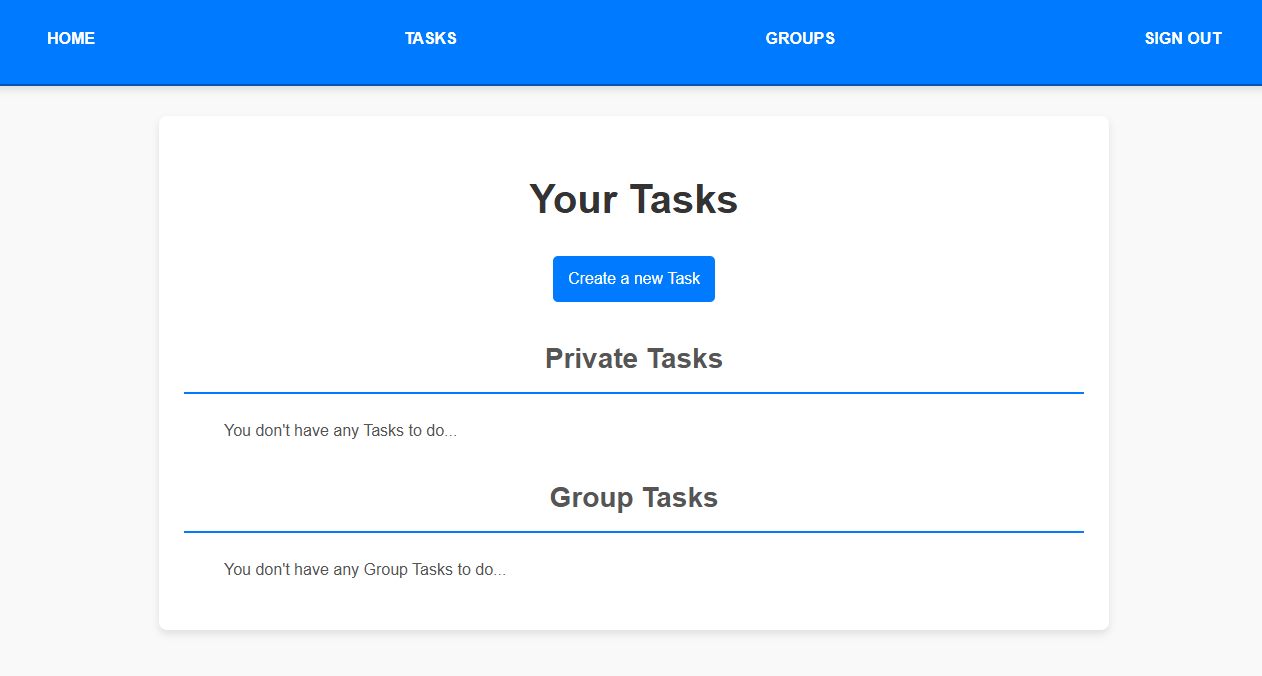 HOME TASKS GROUPS SIGN OUT
Your Tasks
Create a new Task
Private Tasks
You don't have any Tasks to do...
Group Tasks
You don't have any Group Tasks to do...